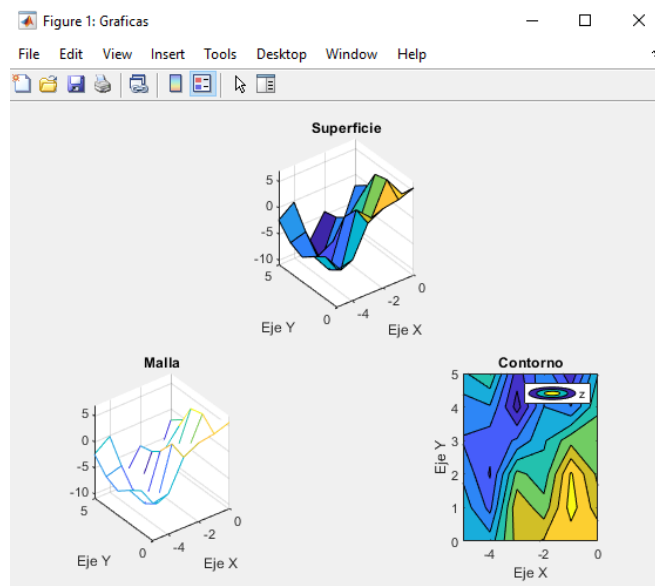 Figure 1: Graficas
File Edit View Insert Tools Desktop Window Help
Superficie
5
0
-5
-10
5
0
-4
-2
0
Eje Y
Eje X
Malla
5
0
-5
-10
5
0
-4
-2
0
Eje Y
Eje X
Contorno
5
4
3
2
1
0
-4
-2
0
z
Eje Y
Eje X